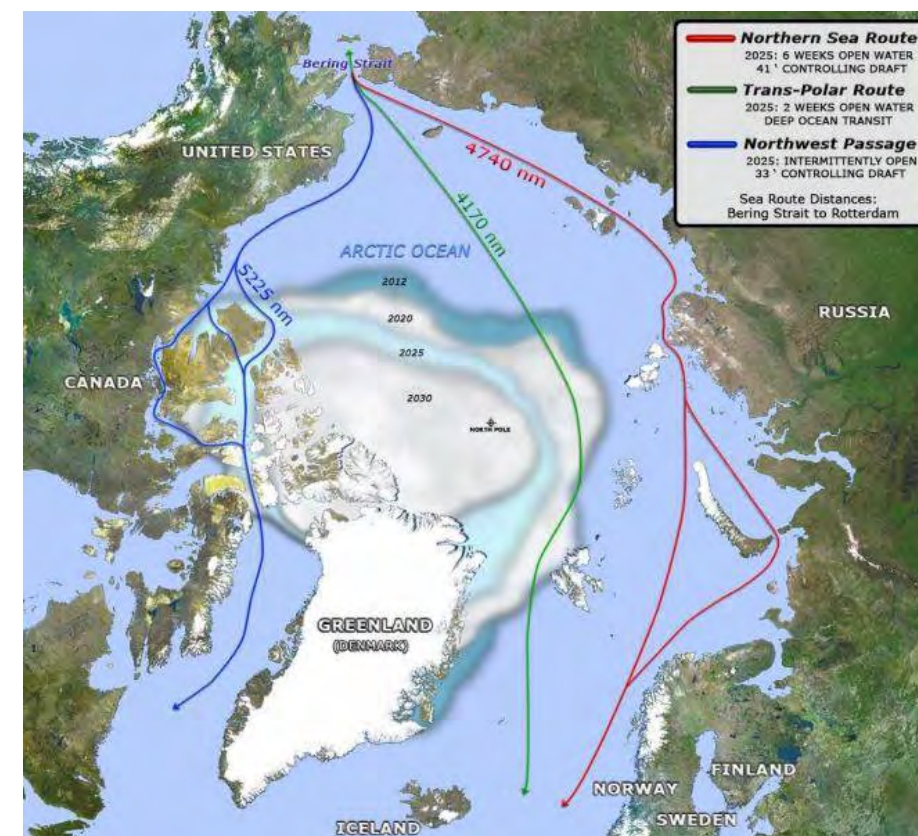 Northern Sea Route
2025: 6 WEEKS OPEN WATER
41 ' CONTROLLING DRAFT
Trans-Polar Route
2025: 2 WEEKS OPEN WATER
DEEP OCEAN TRANSIT
Northwest Passage
2025: INTERMITTENTLY OPEN
33 ' CONTROLLING DRAFT
Sea Route Distances:
Bering Strait to Rotterdam
Bering Strait
UNITED STATES
4740 nm
4170 nm
ARCTIC OCEAN
5225 nm
2012
2020
2025
2030
NORTH POLE
RUSSIA
CANADA
GREENLAND
(DENMARK)
NORWAY
FINLAND
SWEDEN
ICELAND